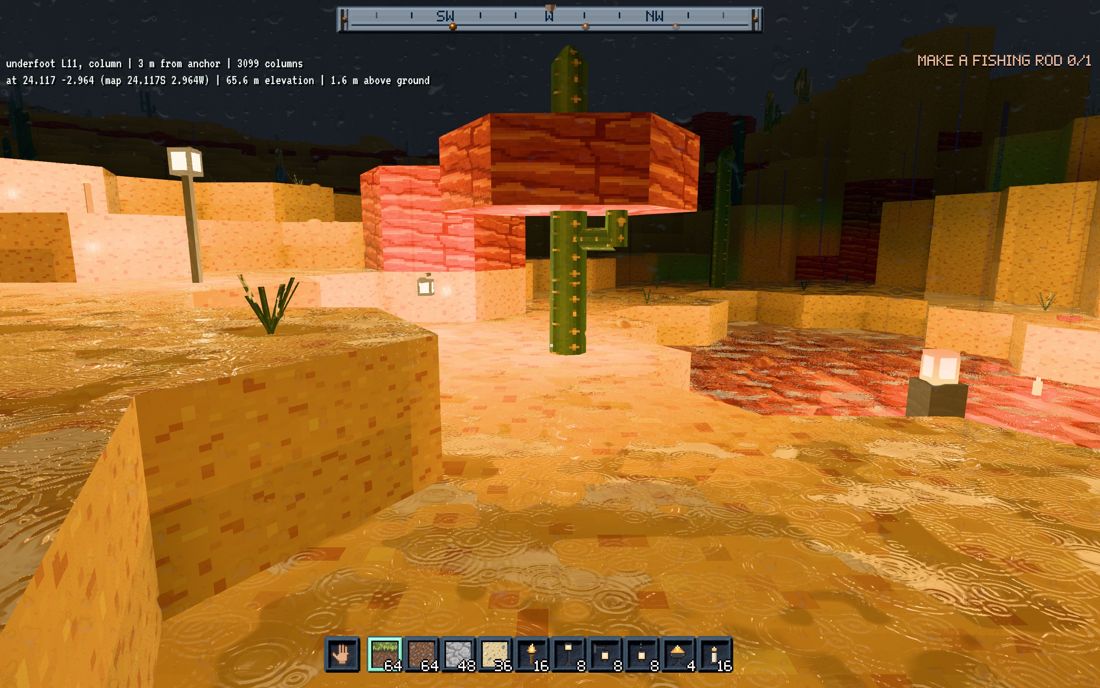 SW W NW
underfoot L11, column | 3 m from anchor | 3099 columns
at 24.117 -2.964 (map 24.117S 2.964W) | 65.6 m elevation | 1.6 m above ground
MAKE A FISHING ROD 0/1
64 64 48 36 16 8 8 8 4 16